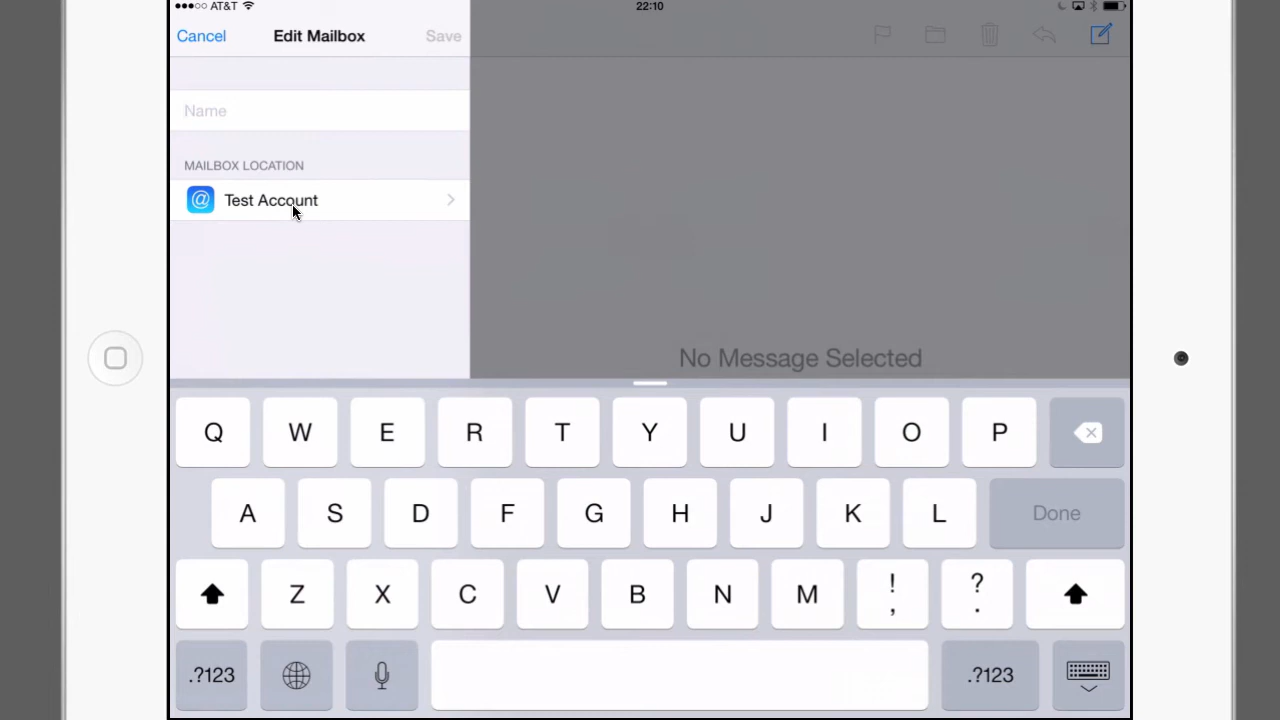 AT&T 22:10
Cancel Edit Mailbox Save
Name
MAILBOX LOCATION
@ Test Account
No Message Selected
Q W E R T Y U I O P
A S D F G H J K L Done
Z X C V B N M ! , ? .
.?123 .?123